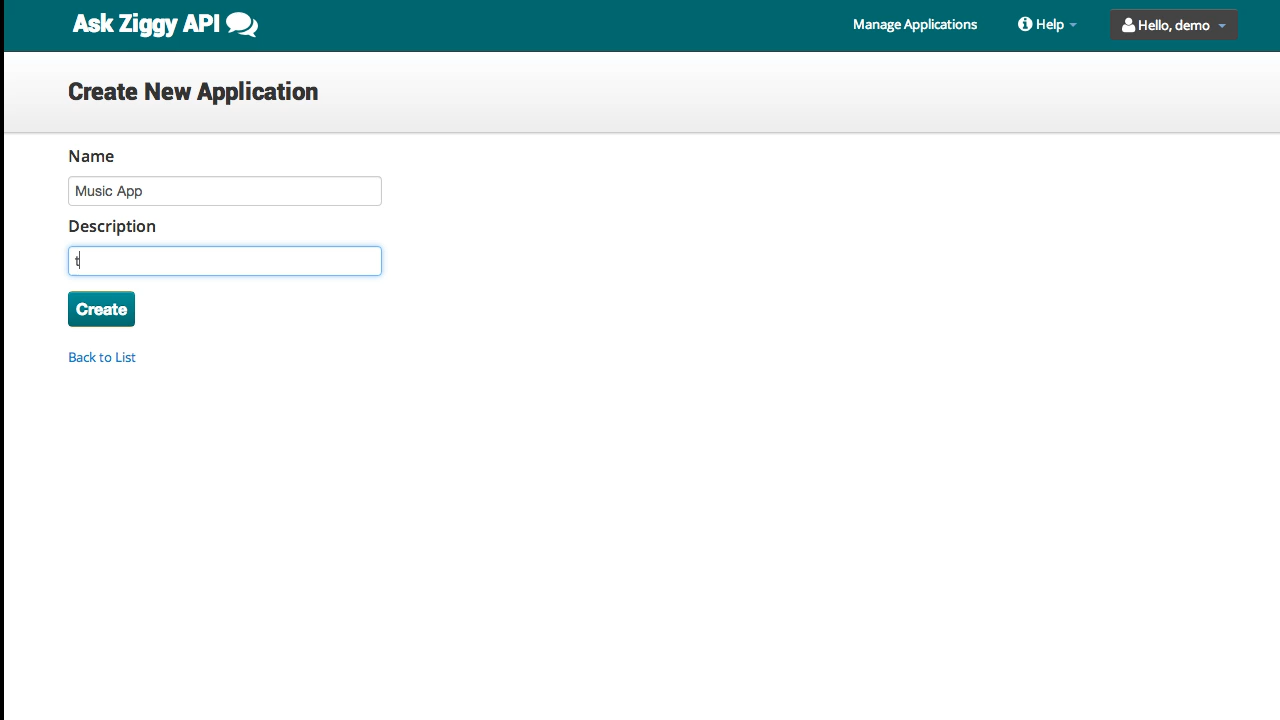 Ask Ziggy API
Manage Applications
Help
Hello, demo
Create New Application
Name
Music App
Description
t
Create
Back to List